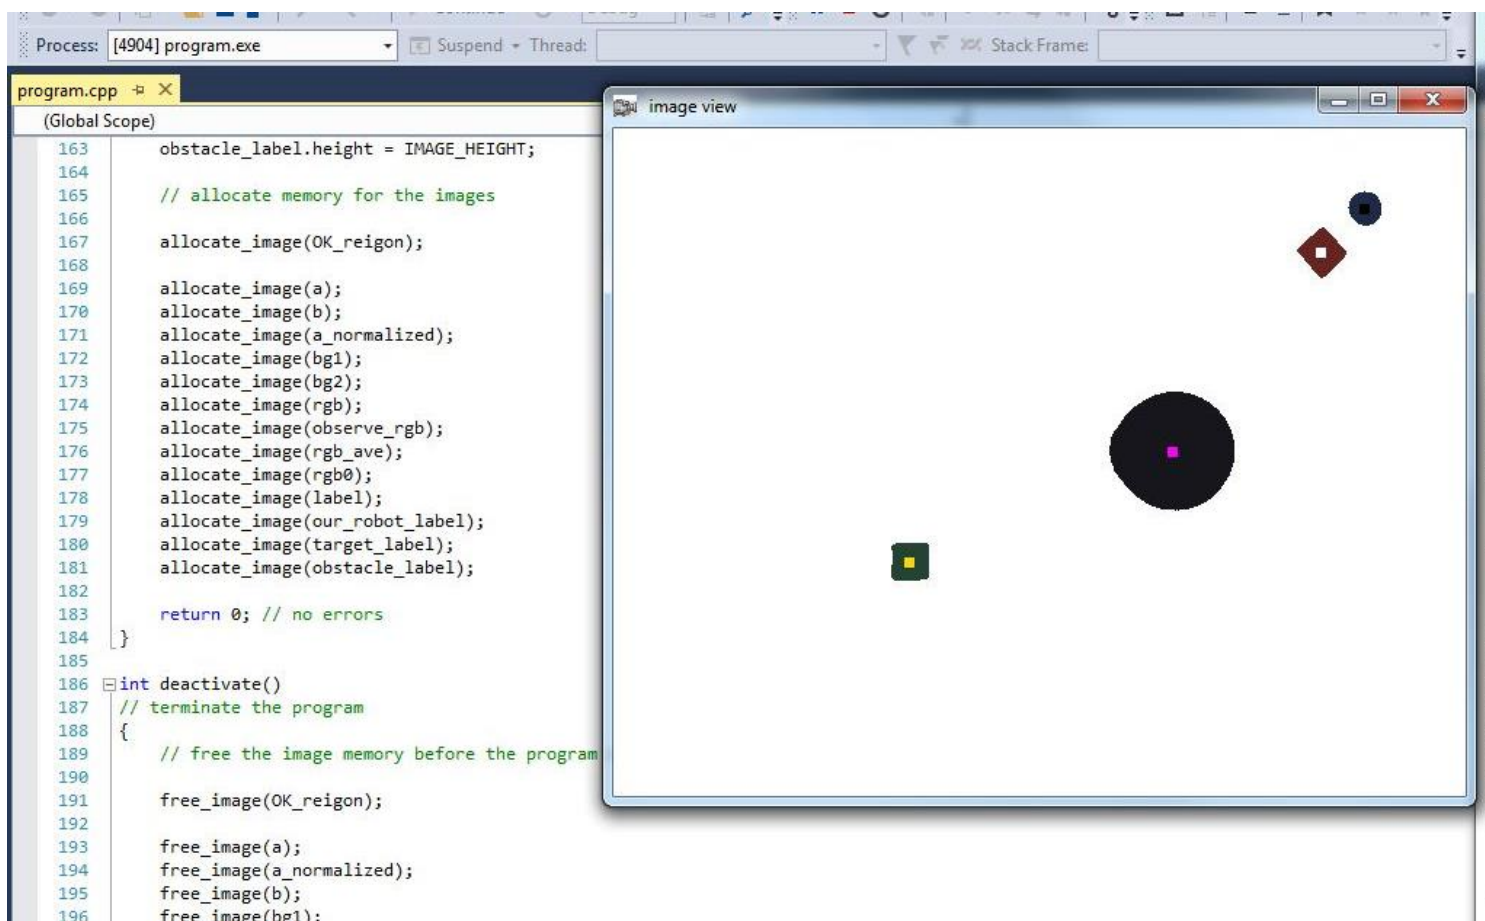 Process: [4904] program.exe Suspend Thread: Stack Frame:
program.cpp
(Global Scope)
image view
163 obstacle_label.height = IMAGE_HEIGHT;
164
165 // allocate memory for the images
166
167 allocate_image(OK_reigon);
168
169 allocate_image(a);
170 allocate_image(b);
171 allocate_image(a_normalized);
172 allocate_image(bg1);
173 allocate_image(bg2);
174 allocate_image(rgb);
175 allocate_image(observe_rgb);
176 allocate_image(rgb_ave);
177 allocate_image(rgb0);
178 allocate_image(label);
179 allocate_image(our_robot_label);
180 allocate_image(target_label);
181 allocate_image(obstacle_label);
182
183 return 0; // no errors
184 }
185
186 int deactivate()
187 // terminate the program
188 {
189 // free the image memory before the program
190
191 free_image(OK_reigon);
192
193 free_image(a);
194 free_image(a_normalized);
195 free_image(b);
196 free_image(bg1);